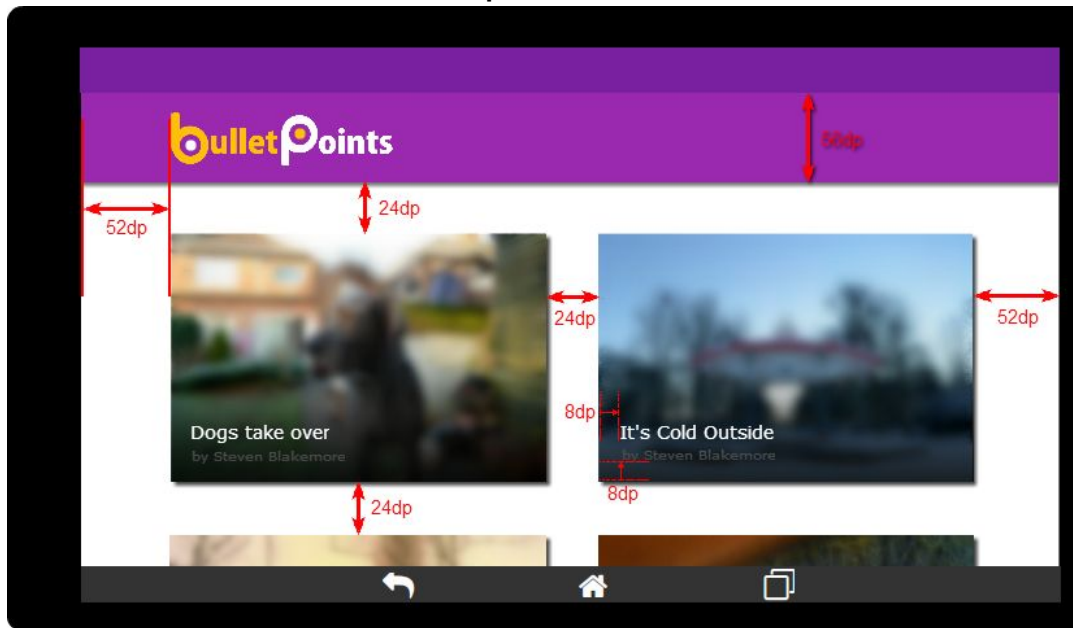 bulletPoints
56dp
24dp
52dp
24dp
52dp
8dp
Dogs take over
It's Cold Outside
by Steven Blakemore
by Steven Blakemore
8dp
24dp